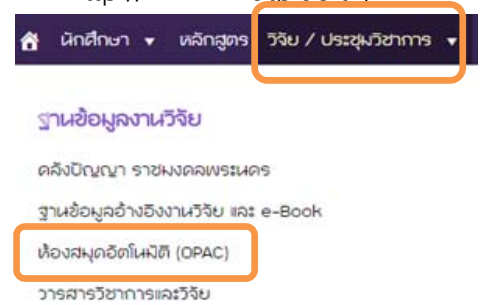 นักศึกษา ▾ หลักสูตร วิจัย / ประชุมวิชาการ ▾
ฐานข้อมูลงานวิจัย
คลังปัญญา ราชมงคลพระนคร
ฐานข้อมูลอ้างอิงงานวิจัย และ e-Book
ห้องสมุดอัตโนมัติ (OPAC)
วารสารวิชาการและวิจัย